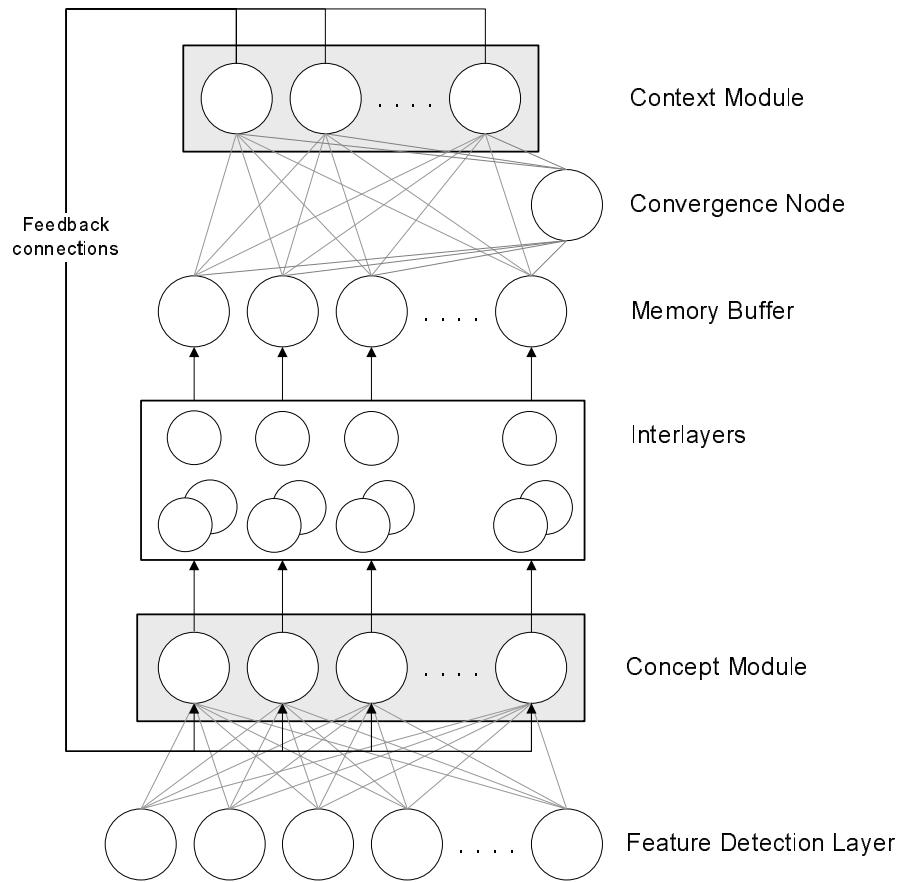 Context Module
Convergence Node
Feedback
connections
Memory Buffer
Interlayers
Concept Module
Feature Detection Layer